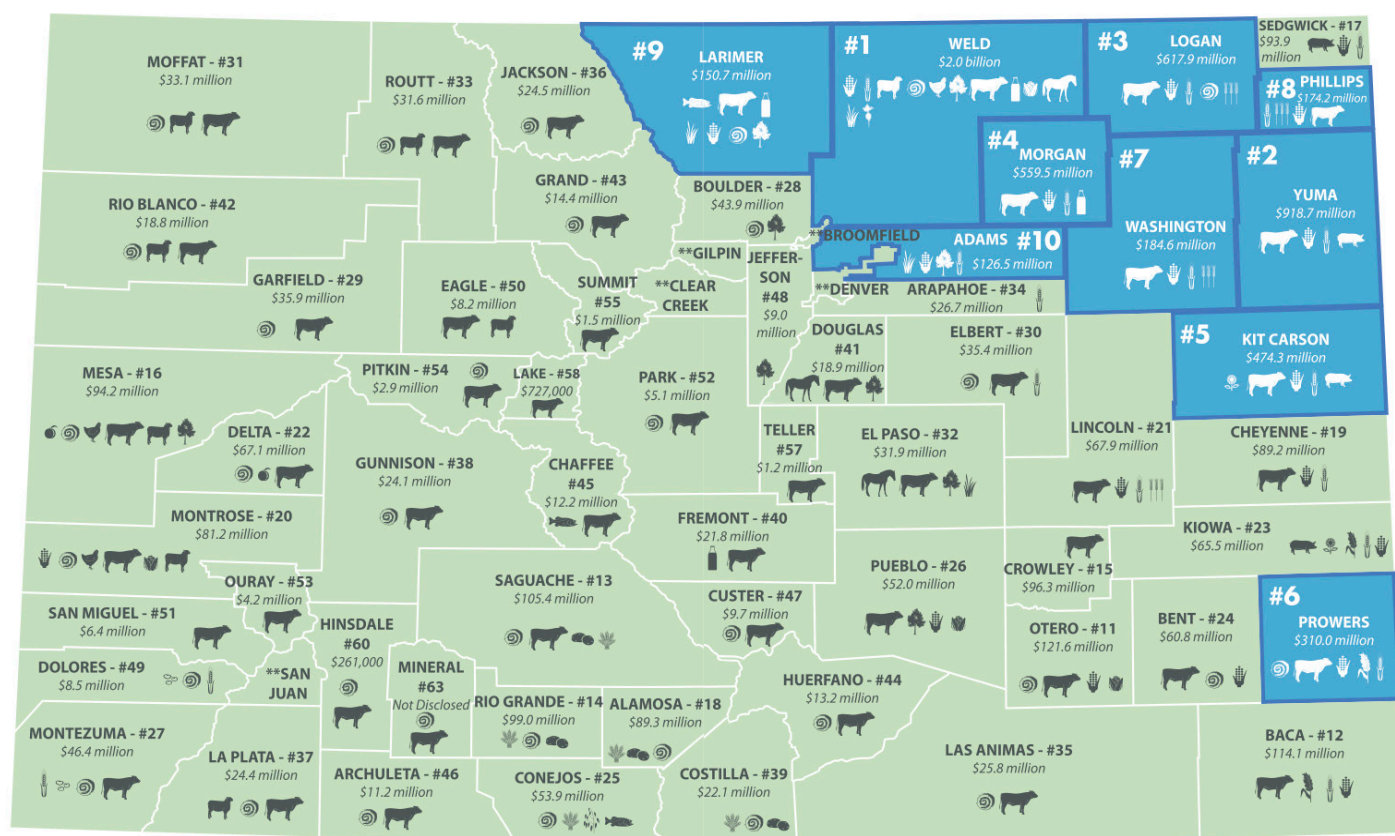 MOFFAT - #31
$33.1 million
ROUTT - #33
$31.6 million
JACKSON - #36
$24.5 million
#9
LARIMER
$150.7 million
#1
WELD
$2.0 billion
#3
LOGAN
$617.9 million
SEDGWICK - #17
$93.9
million
#8 PHILLIPS
$174.2 million
RIO BLANCO - #42
$18.8 million
GRAND - #43
$14.4 million
BOULDER - #28
$43.9 million
#4
MORGAN
$559.5 million
#7
WASHINGTON
$184.6 million
#2
YUMA
$918.7 million
GARFIELD - #29
$35.9 million
EAGLE - #50
$8.2 million
SUMMIT
#55
$1.5 million
**GILPIN
**CLEAR
CREEK
JEFFER-
SON
#48
$9.0
million
**BROOMFIELD
ADAMS #10
$126.5 million
**DENVER
ARAPAHOE - #34
$26.7 million
MESA - #16
$94.2 million
PITKIN - #54
$2.9 million
LAKE - #58
$727,000
PARK - #52
$5.1 million
DOUGLAS
#41
$18.9 million
ELBERT - #30
$35.4 million
#5
KIT CARSON
$474.3 million
DELTA - #22
$67.1 million
GUNNISON - #38
$24.1 million
CHAFFEE
#45
$12.2 million
TELLER
#57
$1.2 million
EL PASO - #32
$31.9 million
LINCOLN - #21
$67.9 million
CHEYENNE - #19
$89.2 million
MONTROSE - #20
$81.2 million
FREMONT - #40
$21.8 million
KIOWA - #23
$65.5 million
OURAY - #53
$4.2 million
SAGUACHE - #13
$105.4 million
CUSTER - #47
$9.7 million
PUEBLO - #26
$52.0 million
CROWLEY - #15
$96.3 million
#6
PROWERS
$310.0 million
SAN MIGUEL - #51
$6.4 million
HINSDALE
#60
$261,000
OTERO - #11
$121.6 million
BENT - #24
$60.8 million
DOLORES - #49
$8.5 million
**SAN
JUAN
MINERAL
#63
Not Disclosed
RIO GRANDE - #14
$99.0 million
ALAMOSA - #18
$89.3 million
HUERFANO - #44
$13.2 million
MONTEZUMA - #27
$46.4 million
LA PLATA - #37
$24.4 million
ARCHULETA - #46
$11.2 million
CONEJOS - #25
$53.9 million
COSTILLA - #39
$22.1 million
LAS ANIMAS - #35
$25.8 million
BACA - #12
$114.1 million